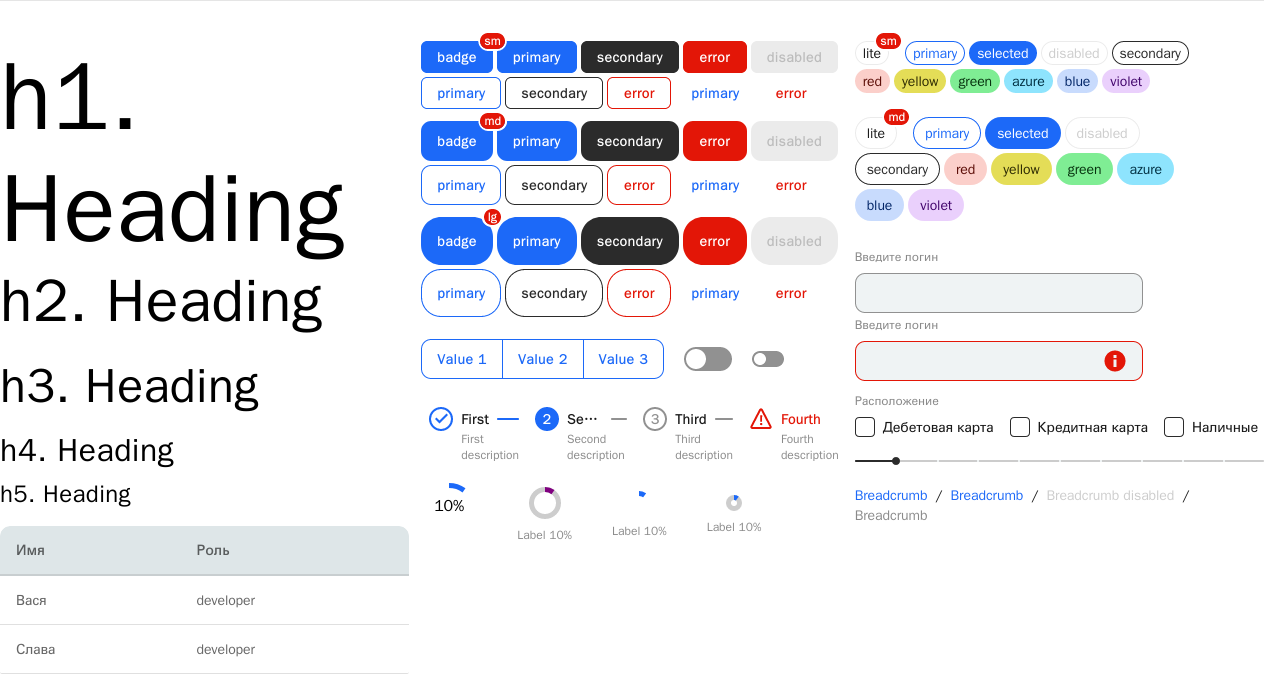 h1.
Heading
h2. Heading
h3. Heading
h4. Heading
h5. Heading
Имя Роль
Вася developer
Слава developer
sm
badge primary secondary error disabled
primary secondary error primary error
md
badge primary secondary error disabled
primary secondary error primary error
lg
badge primary secondary error disabled
primary secondary error primary error
Value 1 Value 2 Value 3
First 2 Se··· 3 Third Fourth
First Second Third Fourth
description description description description
10%
Label 10% Label 10% Label 10%
sm
lite primary selected disabled secondary
red yellow green azure blue violet
md
lite primary selected disabled
secondary red yellow green azure
blue violet
Введите логин
Введите логин
Расположение
Дебетовая карта Кредитная карта Наличные
Breadcrumb / Breadcrumb / Breadcrumb disabled /
Breadcrumb